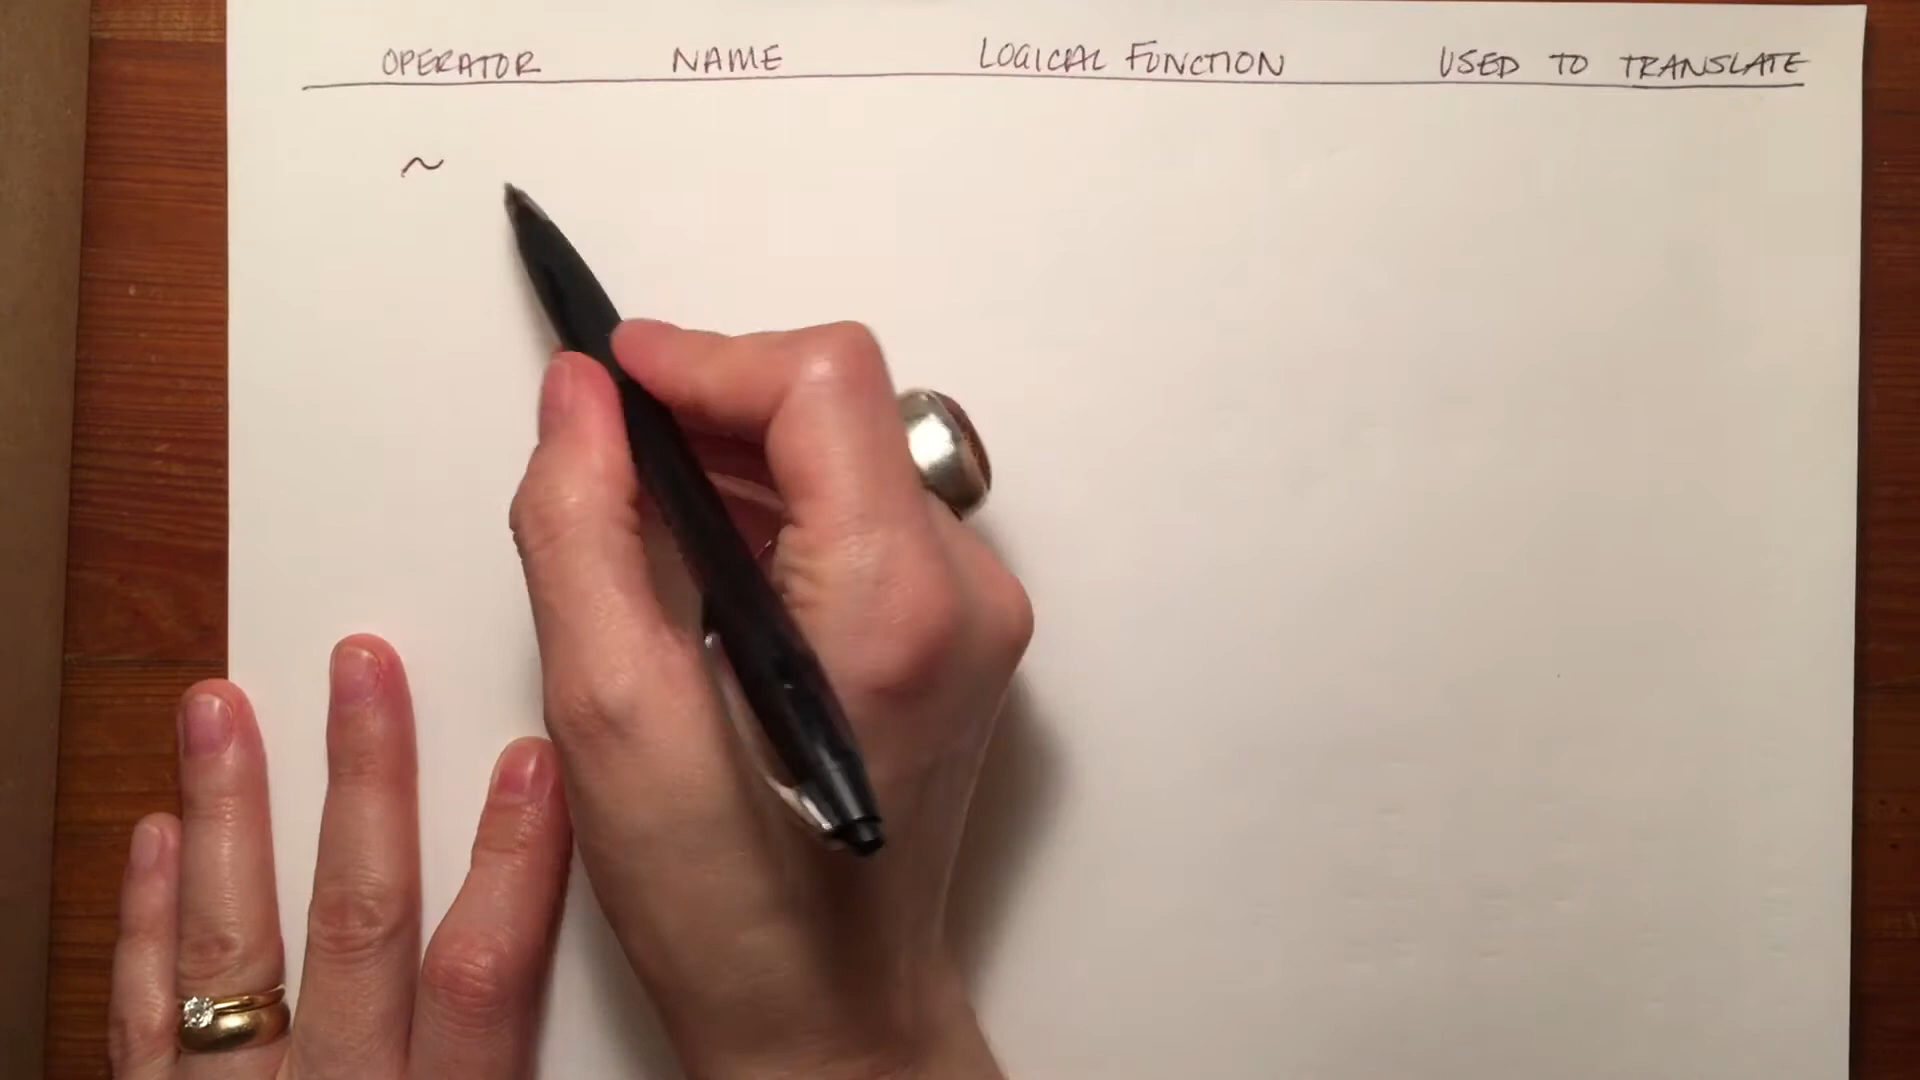 OPERATOR NAME LOGICAL FUNCTION USED TO TRANSLATE
~